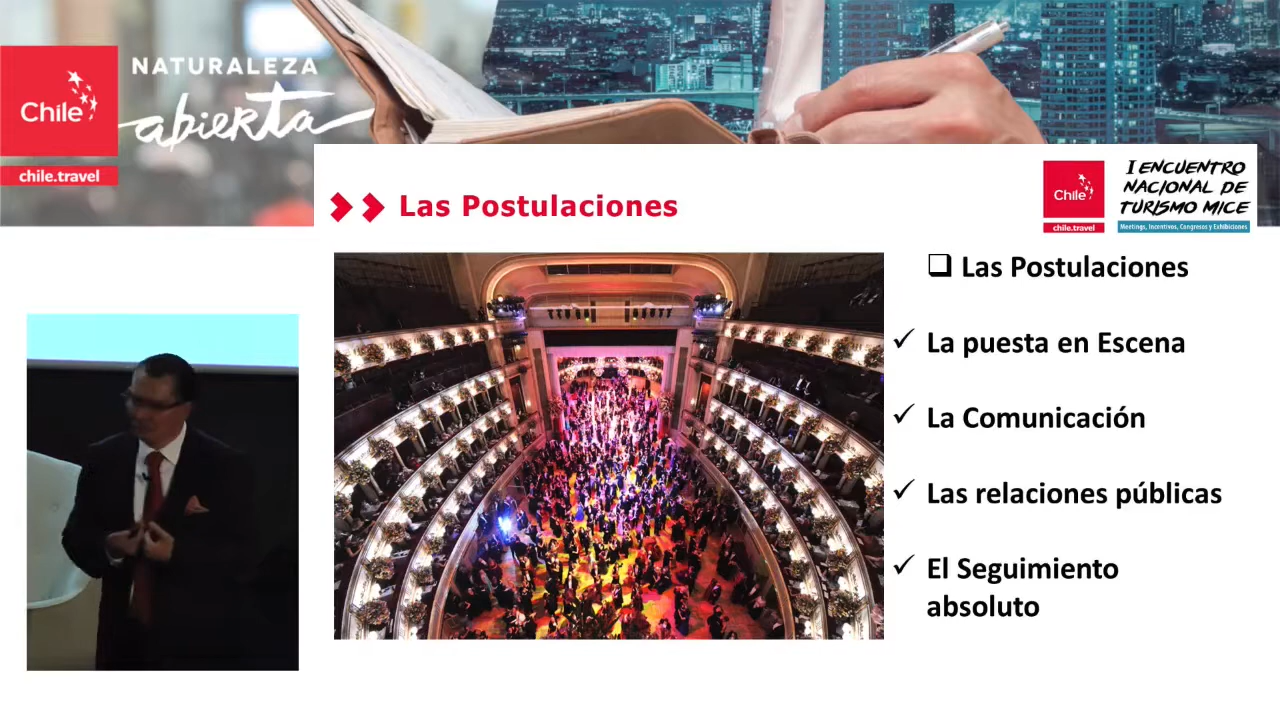 NATURALEZA
abierta
Chile
chile.travel
Las Postulaciones
Chile
chile.travel
I ENCUENTRO
NACIONAL DE
TURISMO MICE
Meetings, Incentivos, Congresos y Exhibiciones
Las Postulaciones
La puesta en Escena
La Comunicación
Las relaciones públicas
El Seguimiento
absoluto